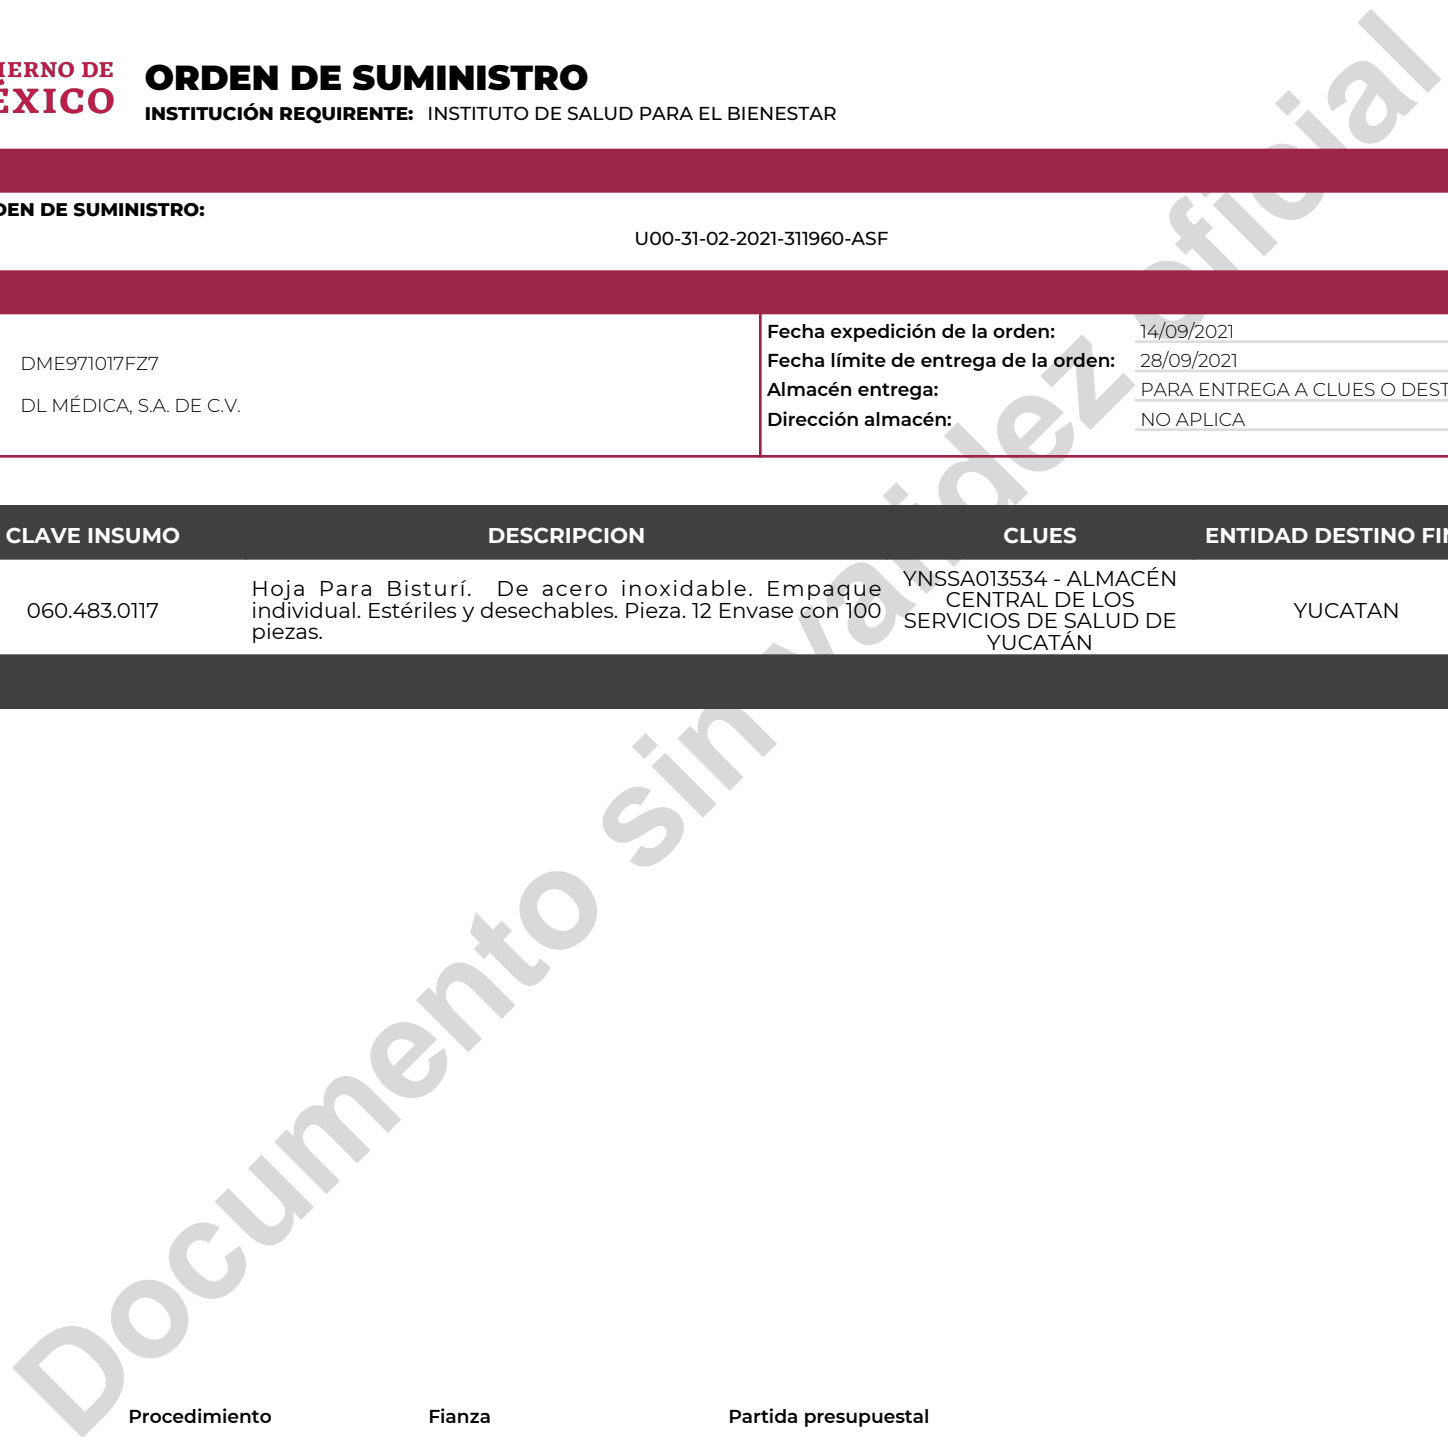 IERNO DE
ÉXICO
ORDEN DE SUMINISTRO
INSTITUCIÓN REQUIRENTE: INSTITUTO DE SALUD PARA EL BIENESTAR
DEN DE SUMINISTRO:
U00-31-02-2021-311960-ASF
DME971017FZ7
DL MÉDICA, S.A. DE C.V.
Fecha expedición de la orden: 14/09/2021
Fecha límite de entrega de la orden: 28/09/2021
Almacén entrega: PARA ENTREGA A CLUES O DEST
Dirección almacén: NO APLICA
CLAVE INSUMO DESCRIPCION CLUES ENTIDAD DESTINO FIN
060.483.0117
Hoja Para Bisturí. De acero inoxidable. Empaque
individual. Estériles y desechables. Pieza. 12 Envase con 100
piezas.
YNSSA013534 - ALMACÉN
CENTRAL DE LOS
SERVICIOS DE SALUD DE
YUCATÁN
YUCATAN
Documento sin validez oficial
Procedimiento Fianza Partida presupuestal